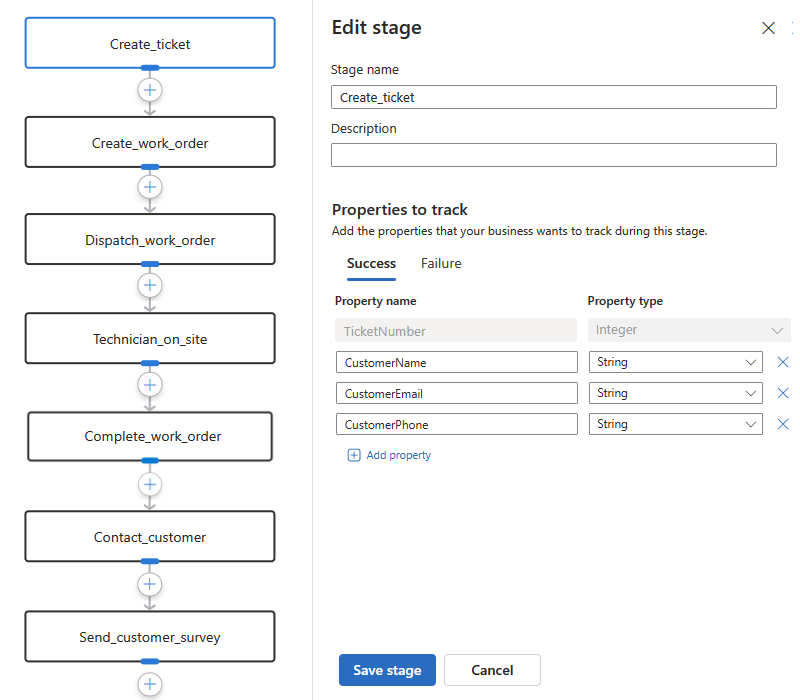 Create_ticket
Create_work_order
Dispatch_work_order
Technician_on_site
Complete_work_order
Contact_customer
Send_customer_survey
Edit stage
Stage name
Create_ticket
Description
Properties to track
Add the properties that your business wants to track during this stage.
Success Failure
Property name Property type
TicketNumber Integer
CustomerName String
CustomerEmail String
CustomerPhone String
Add property
Save stage Cancel